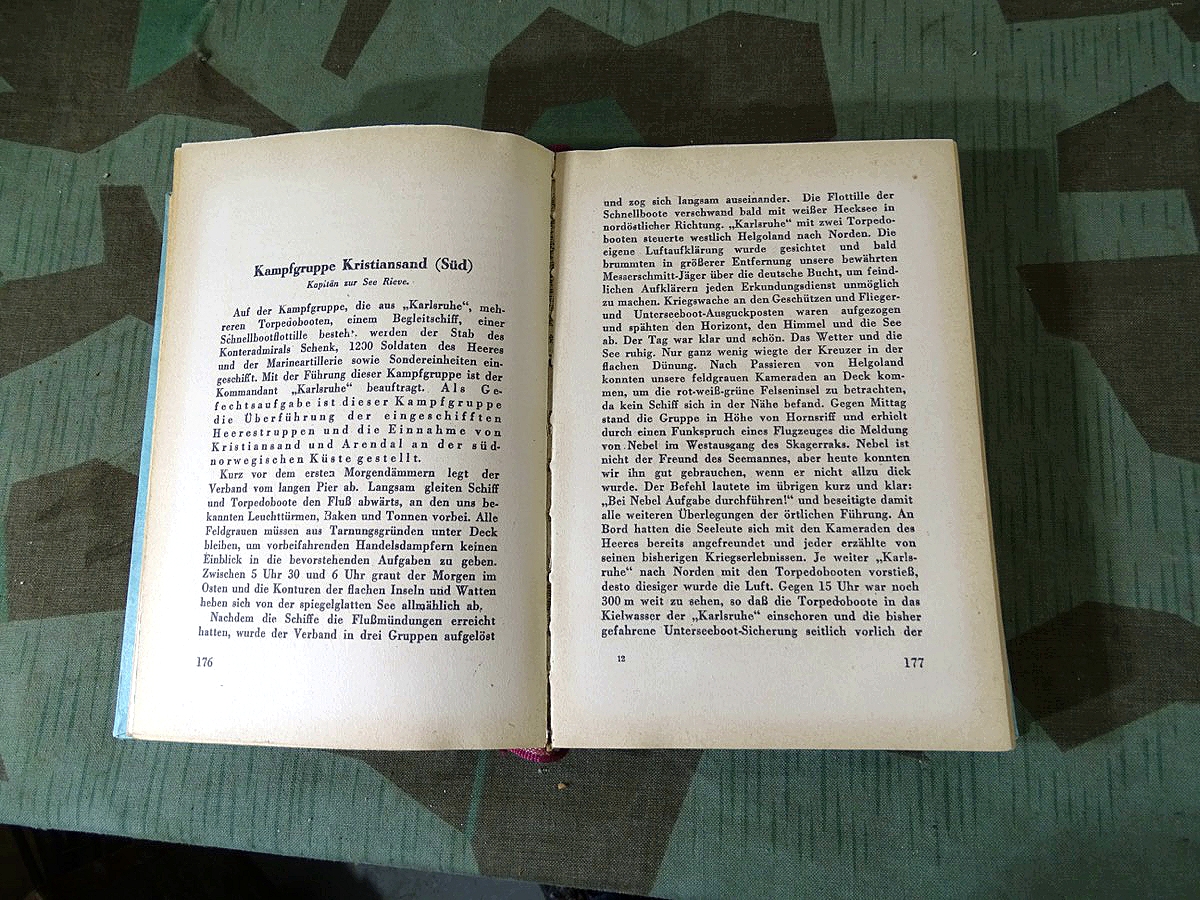 Kampfgruppe Kristiansand (Süd)
Kapitän zur See Rieve.
Auf der Kampfgruppe, die aus „Karlsruhe“, meh-
reren Torpedobooten, einem Begleitschiff, einer
Schnellbootflottille besteht. werden der Stab des
Konteradmirals Schenk, 1200 Soldaten des Heeres
und der Marineartillerie sowie Sondereinheiten ein-
geschifft. Mit der Führung dieser Kampfgruppe ist der
Kommandant „Karlsruhe“ beauftragt. Als Ge-
fechtsaufgabe ist dieser Kampfgruppe
die Überführung der eingeschifften
Heerestruppen und die Einnahme von
Kristiansand und Arendal an der süd-
norwegischen Küste gestellt.
Kurz vor dem ersten Morgendämmern legt der
Verband vom langen Pier ab. Langsam gleiten Schiff
und Torpedoboote den Fluß abwärts, an den uns be-
kannten Leuchttürmen, Baken und Tonnen vorbei. Alle
Feldgrauen müssen aus Tarnungsgründen unter Deck
bleiben, um vorbeifahrenden Handelsdampfern keinen
Einblick in die bevorstehenden Aufgaben zu geben.
Zwischen 5 Uhr 30 und 6 Uhr graut der Morgen im
Osten und die Konturen der flachen Inseln und Watten
heben sich von der spiegelglatten See allmählich ab.
Nachdem die Schiffe die Flußmündungen erreicht
hatten, wurde der Verband in drei Gruppen aufgelöst
176
und zog sich langsam auseinander. Die Flottille der
Schnellboote verschwand bald mit weißer Hecksee in
nordöstlicher Richtung. „Karlsruhe“ mit zwei Torpedo-
booten steuerte westlich Helgoland nach Norden. Die
eigene Luftaufklärung wurde gesichtet und bald
brummten in größerer Entfernung unsere bewährten
Messerschmitt-Jäger über die deutsche Bucht, um feind-
lichen Aufklärern jeden Erkundungsdienst unmöglich
zu machen. Kriegswache an den Geschützen und Flieger-
und Unterseeboot-Ausguckposten waren aufgezogen
und spähten den Horizont, den Himmel und die See
ab. Der Tag war klar und schön. Das Wetter und die
See ruhig. Nur ganz wenig wiegte der Kreuzer in der
flachen Dünung. Nach Passieren von Helgoland
konnten unsere feldgrauen Kameraden an Deck kom-
men, um die rot-weiß-grüne Felseninsel zu betrachten,
da kein Schiff sich in der Nähe befand. Gegen Mittag
stand die Gruppe in Höhe von Hornsriff und erhielt
durch einen Funkspruch eines Flugzeuges die Meldung
von Nebel im Westausgang des Skagerraks. Nebel ist
nicht der Freund des Seemannes, aber heute konnten
wir ihn gut gebrauchen, wenn er nicht allzu dick
wurde. Der Befehl lautete im übrigen kurz und klar:
„Bei Nebel Aufgabe durchführen!“ und beseitigte damit
alle weiteren Überlegungen der örtlichen Führung. An
Bord hatten die Seeleute sich mit den Kameraden des
Heeres bereits angefreundet und jeder erzählte von
seinen bisherigen Kriegserlebnissen. Je weiter „Karls-
ruhe“ nach Norden mit den Torpedobooten vorstieß,
desto diesiger wurde die Luft. Gegen 15 Uhr war noch
300 m weit zu sehen, so daß die Torpedoboote in das
Kielwasser der „Karlsruhe“ einschoren und die bisher
gefahrene Unterseeboot-Sicherung seitlich vorlich der
12
177